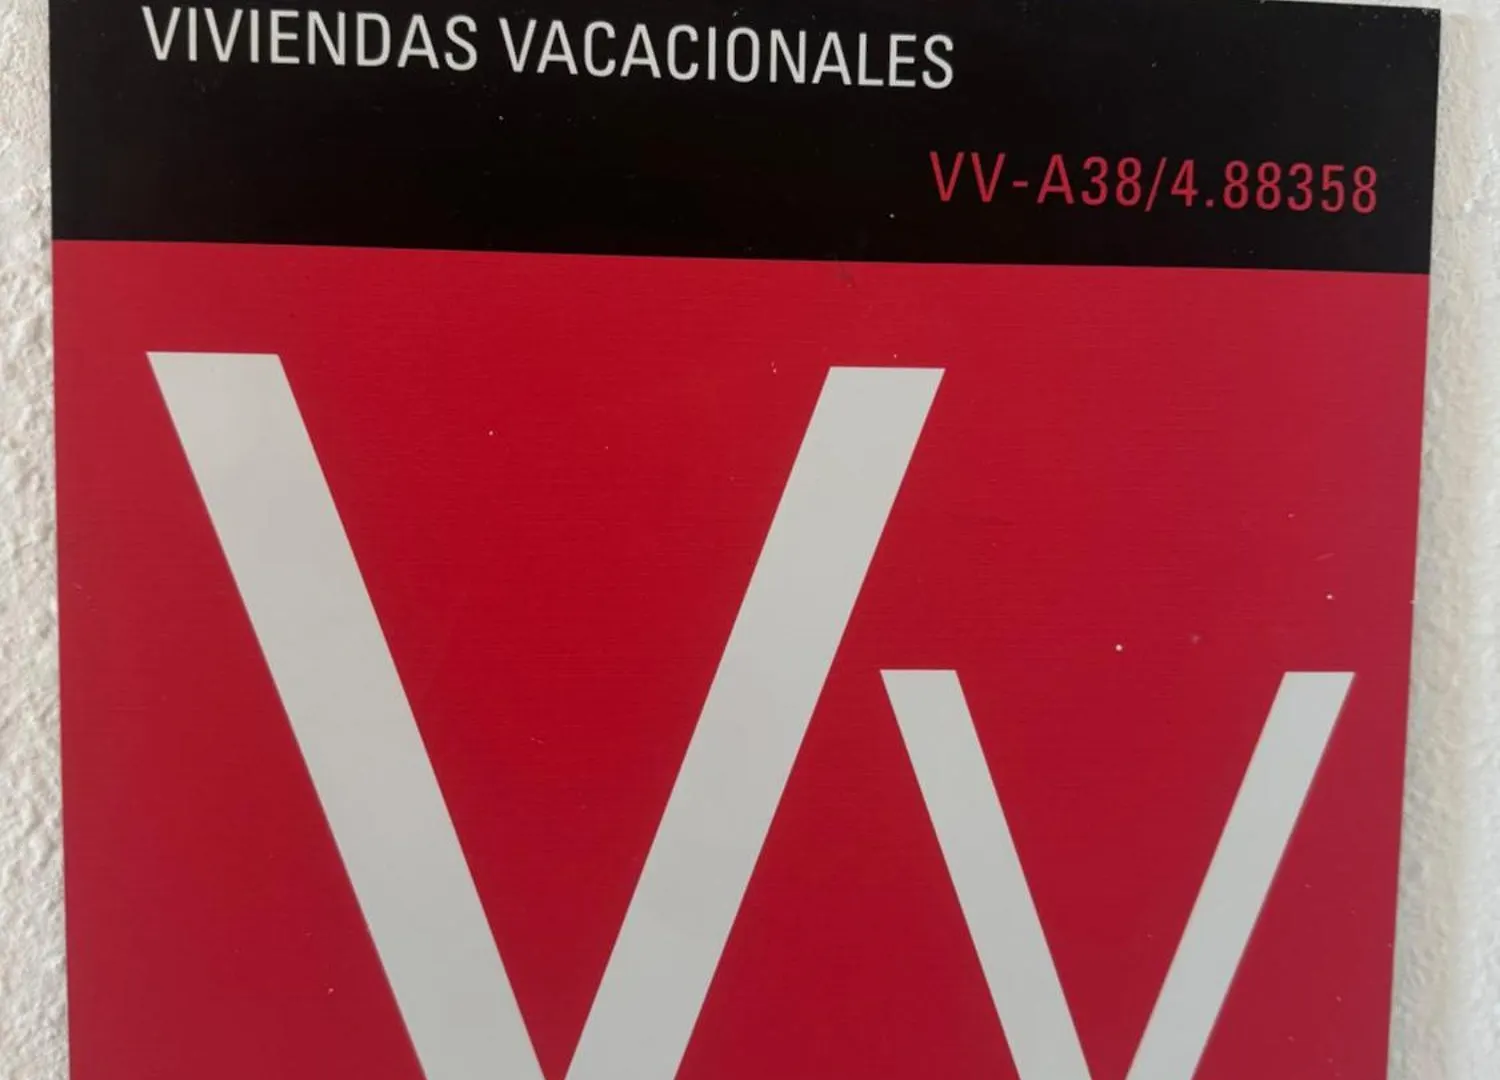 VIVIENDAS VACACIONALES
VV-A38/4.88358
Vv